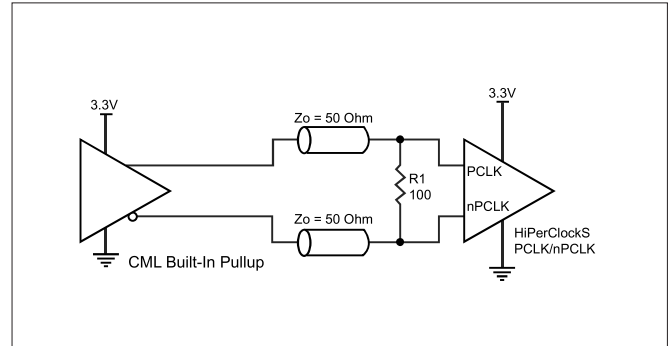 3.3V
3.3V
Zo = 50 Ohm
PCLK
R1
100
nPCLK
Zo = 50 Ohm
HiPerClockS
PCLK/nPCLK
CML Built-In Pullup